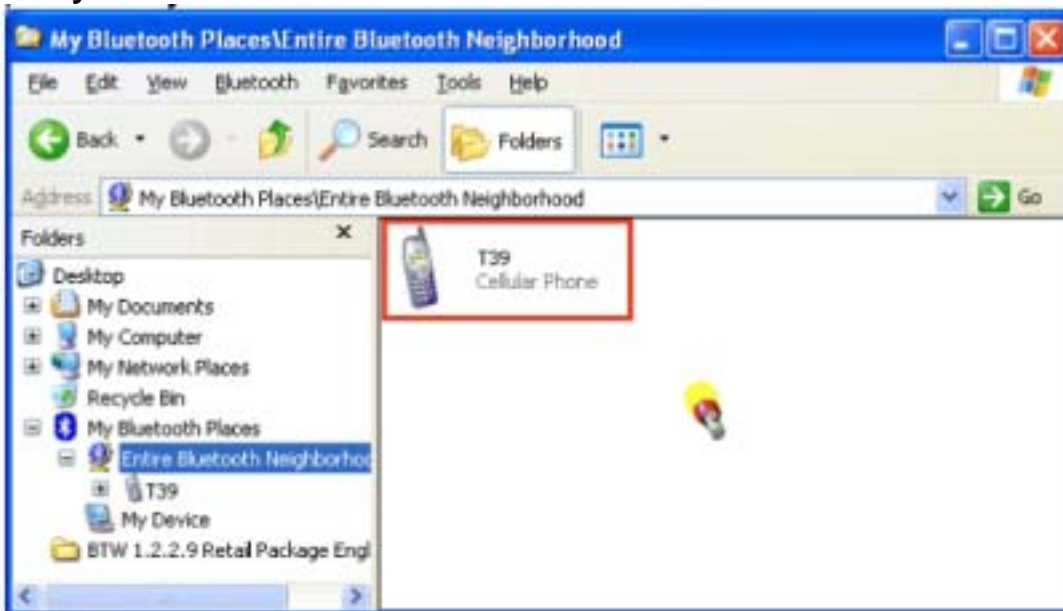 My Bluetooth Places\Entire Bluetooth Neighborhood
File Edit View Bluetooth Favorites Tools Help
Back Search Folders
Address My Bluetooth Places\Entire Bluetooth Neighborhood Go
Folders
Desktop
My Documents
My Computer
My Network Places
Recycle Bin
My Bluetooth Places
Entire Bluetooth Neighborhoo
T39
My Device
BTW 1.2.2.9 Retail Package Engl
T39
Cellular Phone